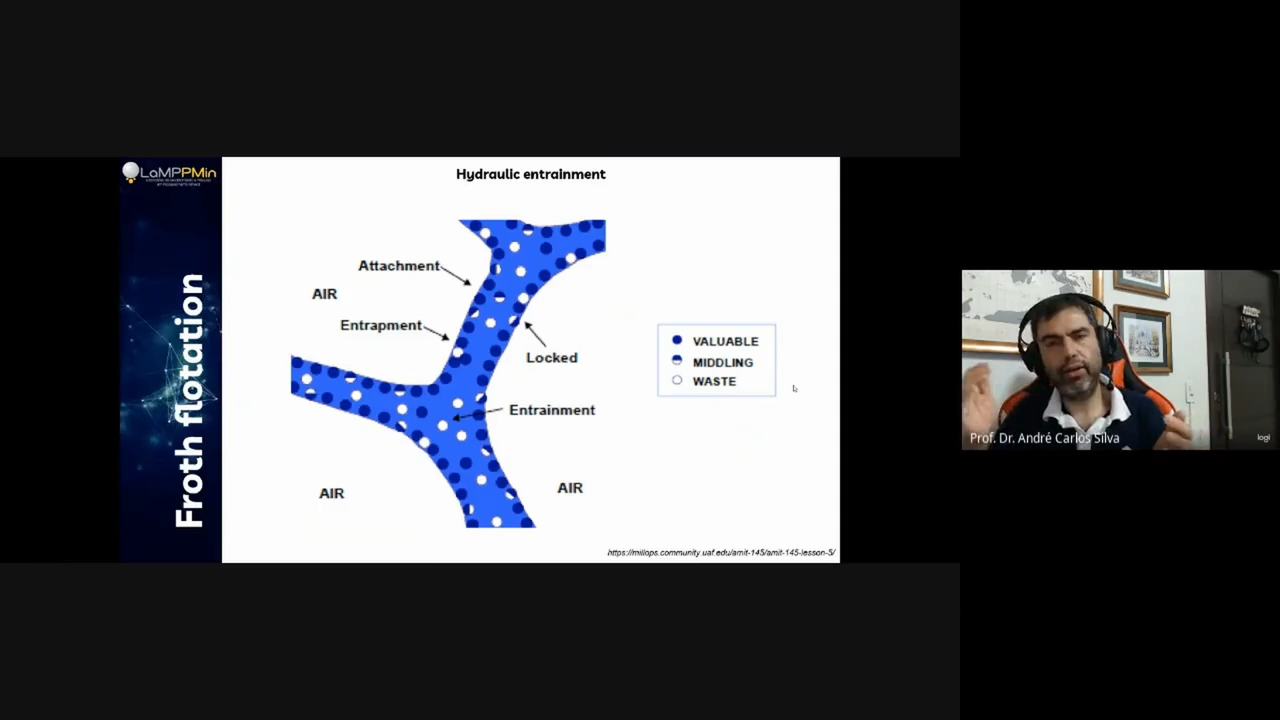 LaMPPMin
Froth flotation
Hydraulic entrainment
Attachment
AIR
Entrapment
Locked
Entrainment
AIR
AIR
VALUABLE
MIDDLING
WASTE
https://millops.community.uaf.edu/amit-145/amit-145-lesson-5/
Prof. Dr. André Carlos Silva
logi